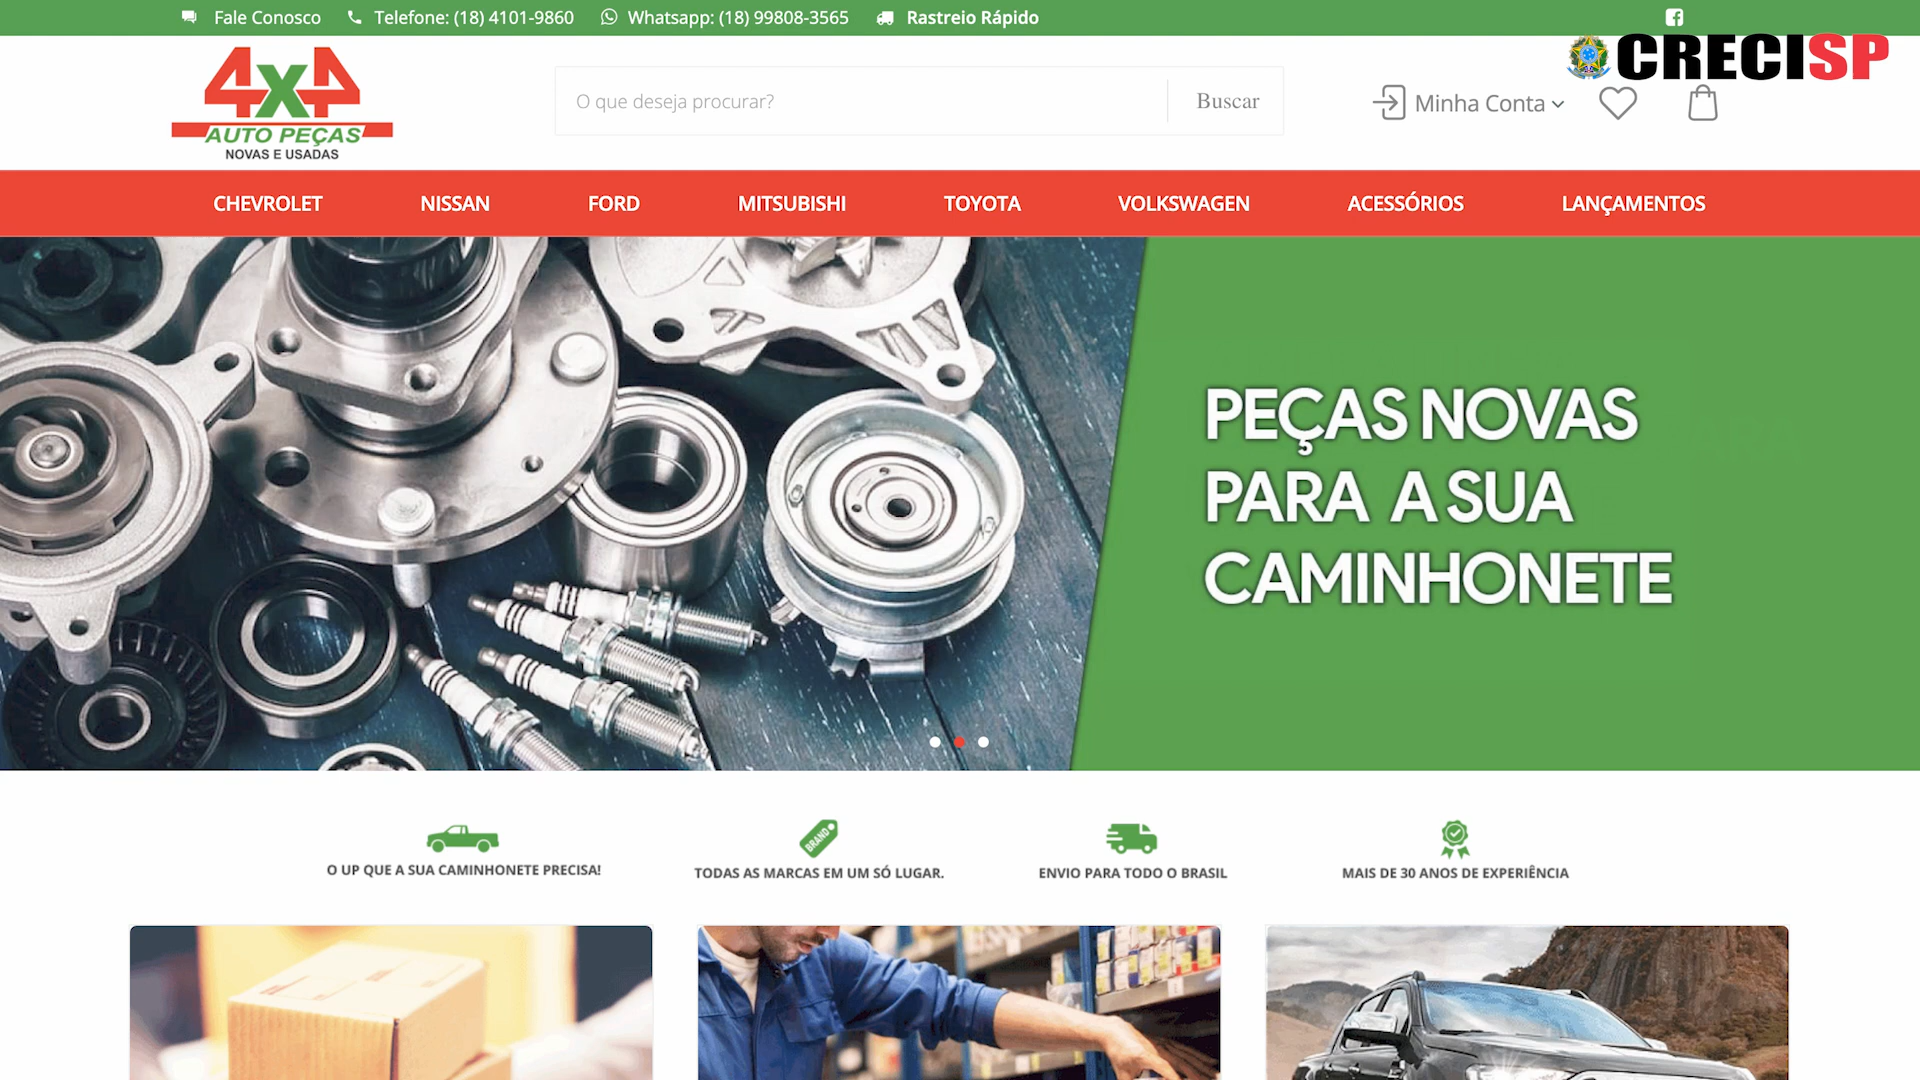 Fale Conosco
Telefone: (18) 4101-9860
Whatsapp: (18) 99808-3565
Rastreio Rápido
CRECISP
4x4
AUTO PEÇAS
NOVAS E USADAS
O que deseja procurar?
Buscar
Minha Conta
CHEVROLET
NISSAN
FORD
MITSUBISHI
TOYOTA
VOLKSWAGEN
ACESSÓRIOS
LANÇAMENTOS
PEÇAS NOVAS
PARA A SUA
CAMINHONETE
BRAND
O UP QUE A SUA CAMINHONETE PRECISA!
TODAS AS MARCAS EM UM SÓ LUGAR.
ENVIO PARA TODO O BRASIL
MAIS DE 30 ANOS DE EXPERIÊNCIA